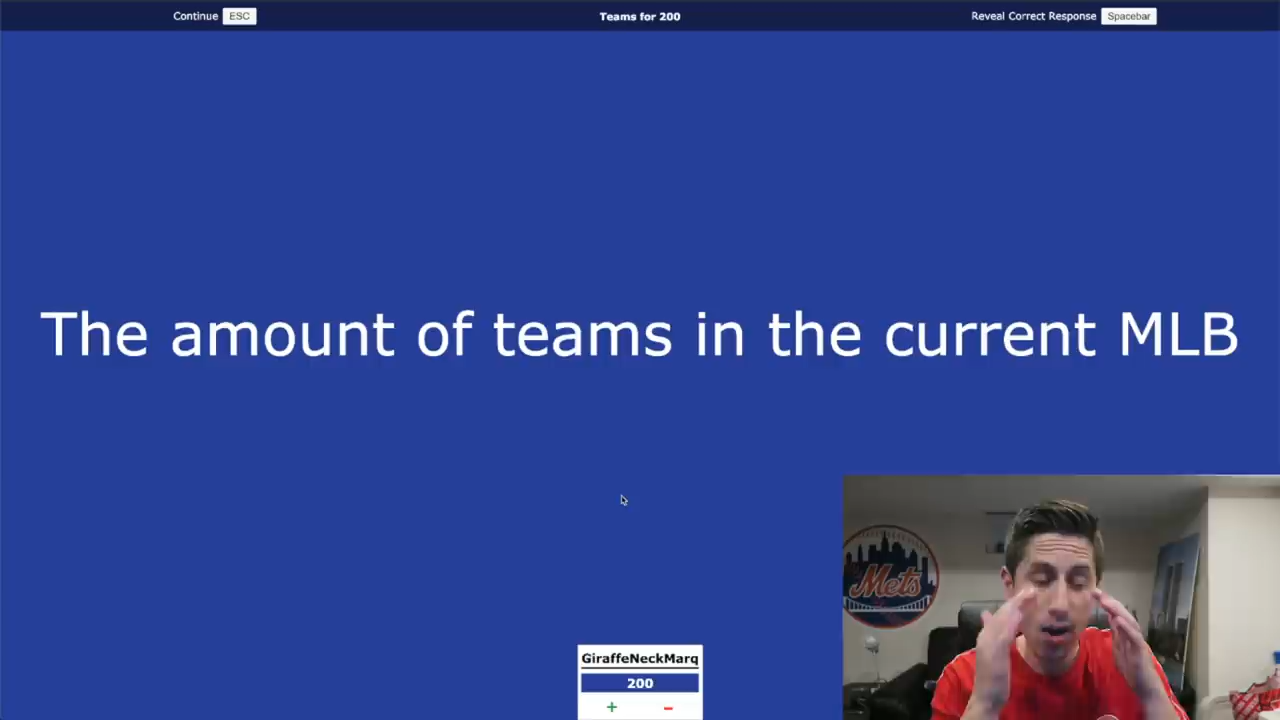 Continue ESC
Teams for 200
Reveal Correct Response Spacebar
The amount of teams in the current MLB
Mets
GiraffeNeckMarq
200
+ −